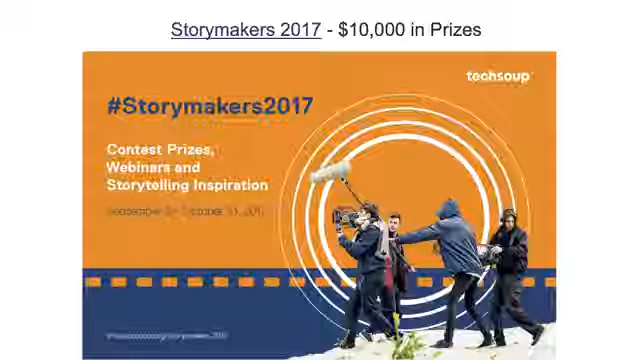 Storymakers 2017 - $10,000 in Prizes
techsoup
#Storymakers2017
Contest Prizes,
Webinars and
Storytelling Inspiration